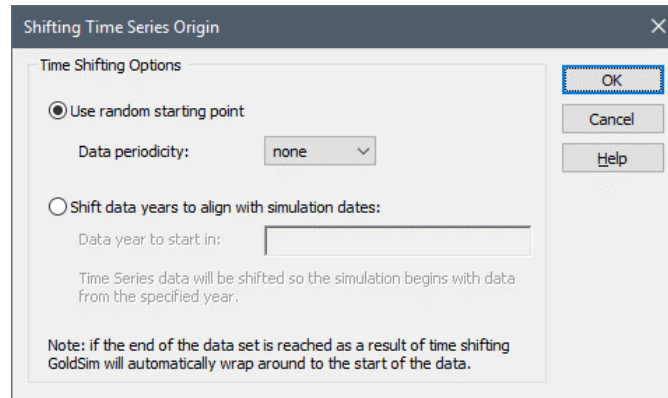 Shifting Time Series Origin
Time Shifting Options
OK
Use random starting point
Cancel
Data periodicity:
none
Help
Shift data years to align with simulation dates:
Data year to start in:
Time Series data will be shifted so the simulation begins with data
from the specified year.
Note: if the end of the data set is reached as a result of time shifting
GoldSim will automatically wrap around to the start of the data.